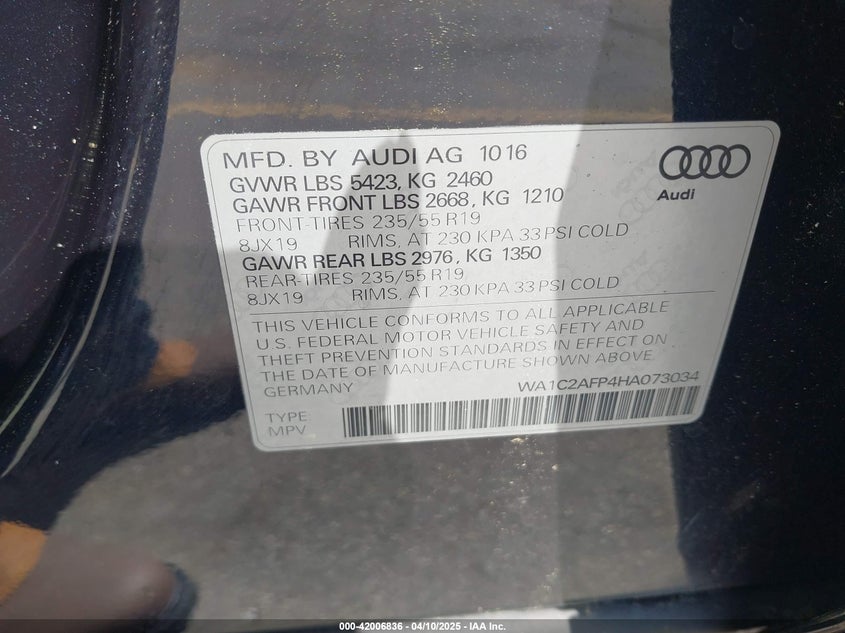 MFD. BY AUDI AG 1016
GVWR LBS 5423, KG 2460
GAWR FRONT LBS 2668, KG 1210
FRONT-TIRES 235/55 R19
8JX19 RIMS, AT 230 KPA 33 PSI COLD
GAWR REAR LBS 2976, KG 1350
REAR-TIRES 235/55 R19
8JX19 RIMS, AT 230 KPA 33 PSI COLD
Audi
THIS VEHICLE CONFORMS TO ALL APPLICABLE
U.S. FEDERAL MOTOR VEHICLE SAFETY AND
THEFT PREVENTION STANDARDS IN EFFECT ON
THE DATE OF MANUFACTURE SHOWN ABOVE.
GERMANY WA1C2AFP4HA073034
TYPE
MPV
000-42006836 - 04/10/2025 - IAA Inc.